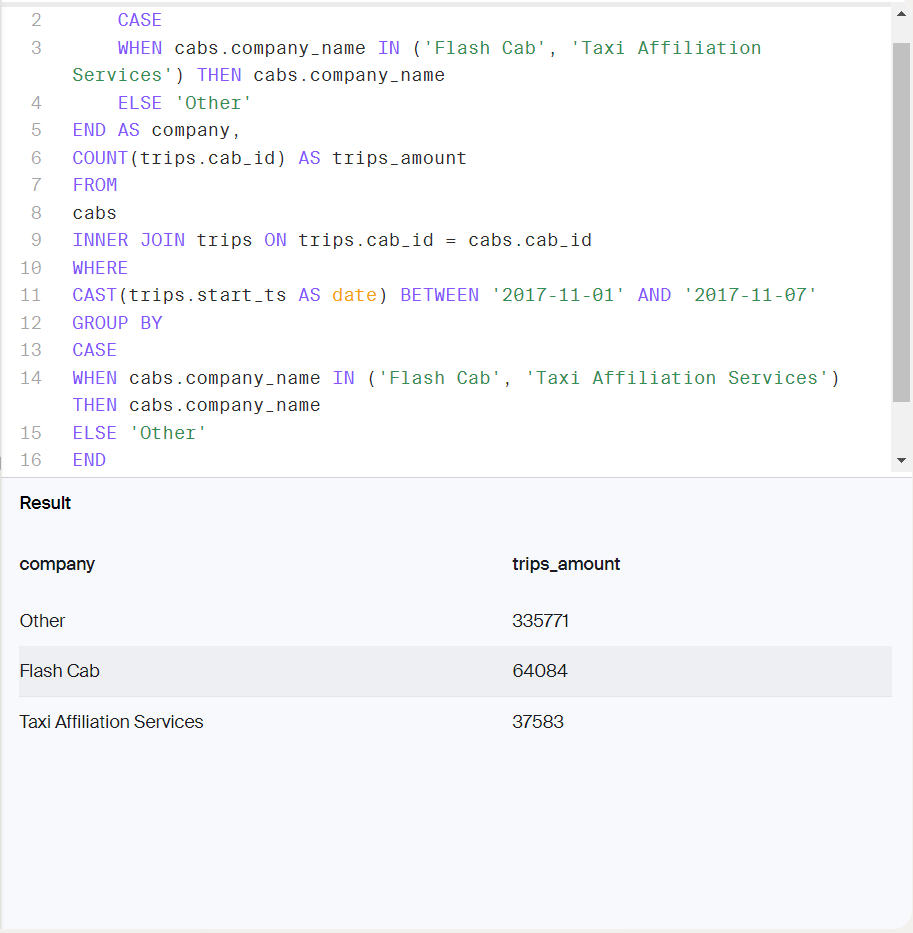 2 CASE
3 WHEN cabs.company_name IN ('Flash Cab', 'Taxi Affiliation
Services') THEN cabs.company_name
4 ELSE 'Other'
5 END AS company,
6 COUNT(trips.cab_id) AS trips_amount
7 FROM
8 cabs
9 INNER JOIN trips ON trips.cab_id = cabs.cab_id
10 WHERE
11 CAST(trips.start_ts AS date) BETWEEN '2017-11-01' AND '2017-11-07'
12 GROUP BY
13 CASE
14 WHEN cabs.company_name IN ('Flash Cab', 'Taxi Affiliation Services')
THEN cabs.company_name
15 ELSE 'Other'
16 END
Result
company trips_amount
Other 335771
Flash Cab 64084
Taxi Affiliation Services 37583